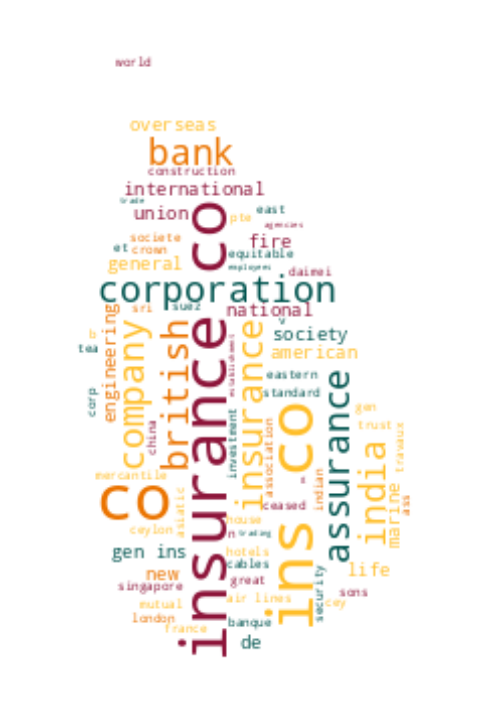 world
overseas
bank
construction
international
trade
union
co
pte
east
agencies
societe
fire
et
crown
equitable
general
employees
daimei
corporation
sri
suez
national
v
society
b
tea
engineering
company
british
insurance
establishment
insurance
american
eastern
standard
corp
china
investment
association
ins co
assurance
gen
trust
travaux
india
marine
ass
mercantile
co
asiatic
indian
s
ceased
house
ceylon
n
trading
gen ins
hotels
cables
new
great
life
singapore
security
sons
air lines
mutual
cey
london
france
banque
de